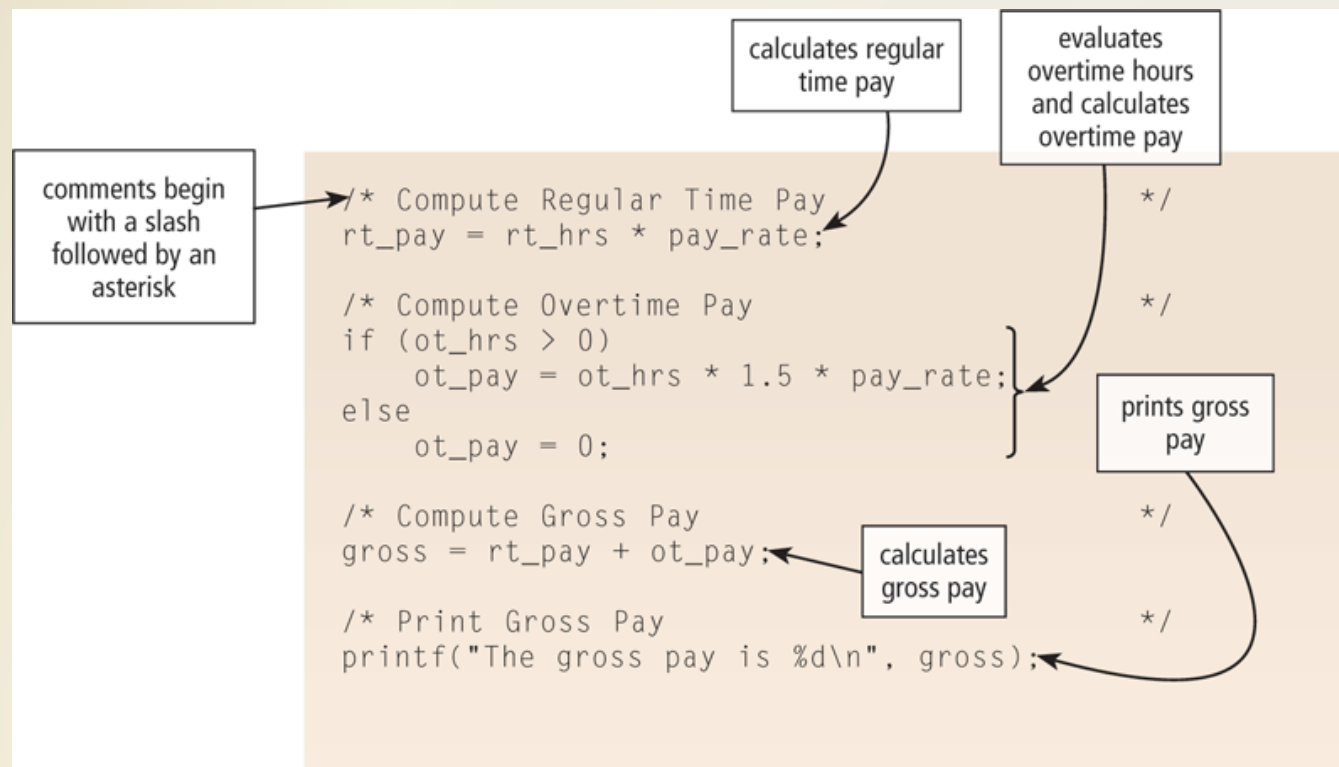 calculates regular
time pay
evaluates
overtime hours
and calculates
overtime pay
comments begin
with a slash
followed by an
asterisk
/* Compute Regular Time Pay */
rt_pay = rt_hrs * pay_rate;
/* Compute Overtime Pay */
if (ot_hrs > 0)
ot_pay = ot_hrs * 1.5 * pay_rate;
else
ot_pay = 0;
prints gross
pay
/* Compute Gross Pay */
gross = rt_pay + ot_pay;
calculates
gross pay
/* Print Gross Pay */
printf("The gross pay is %d\n", gross);